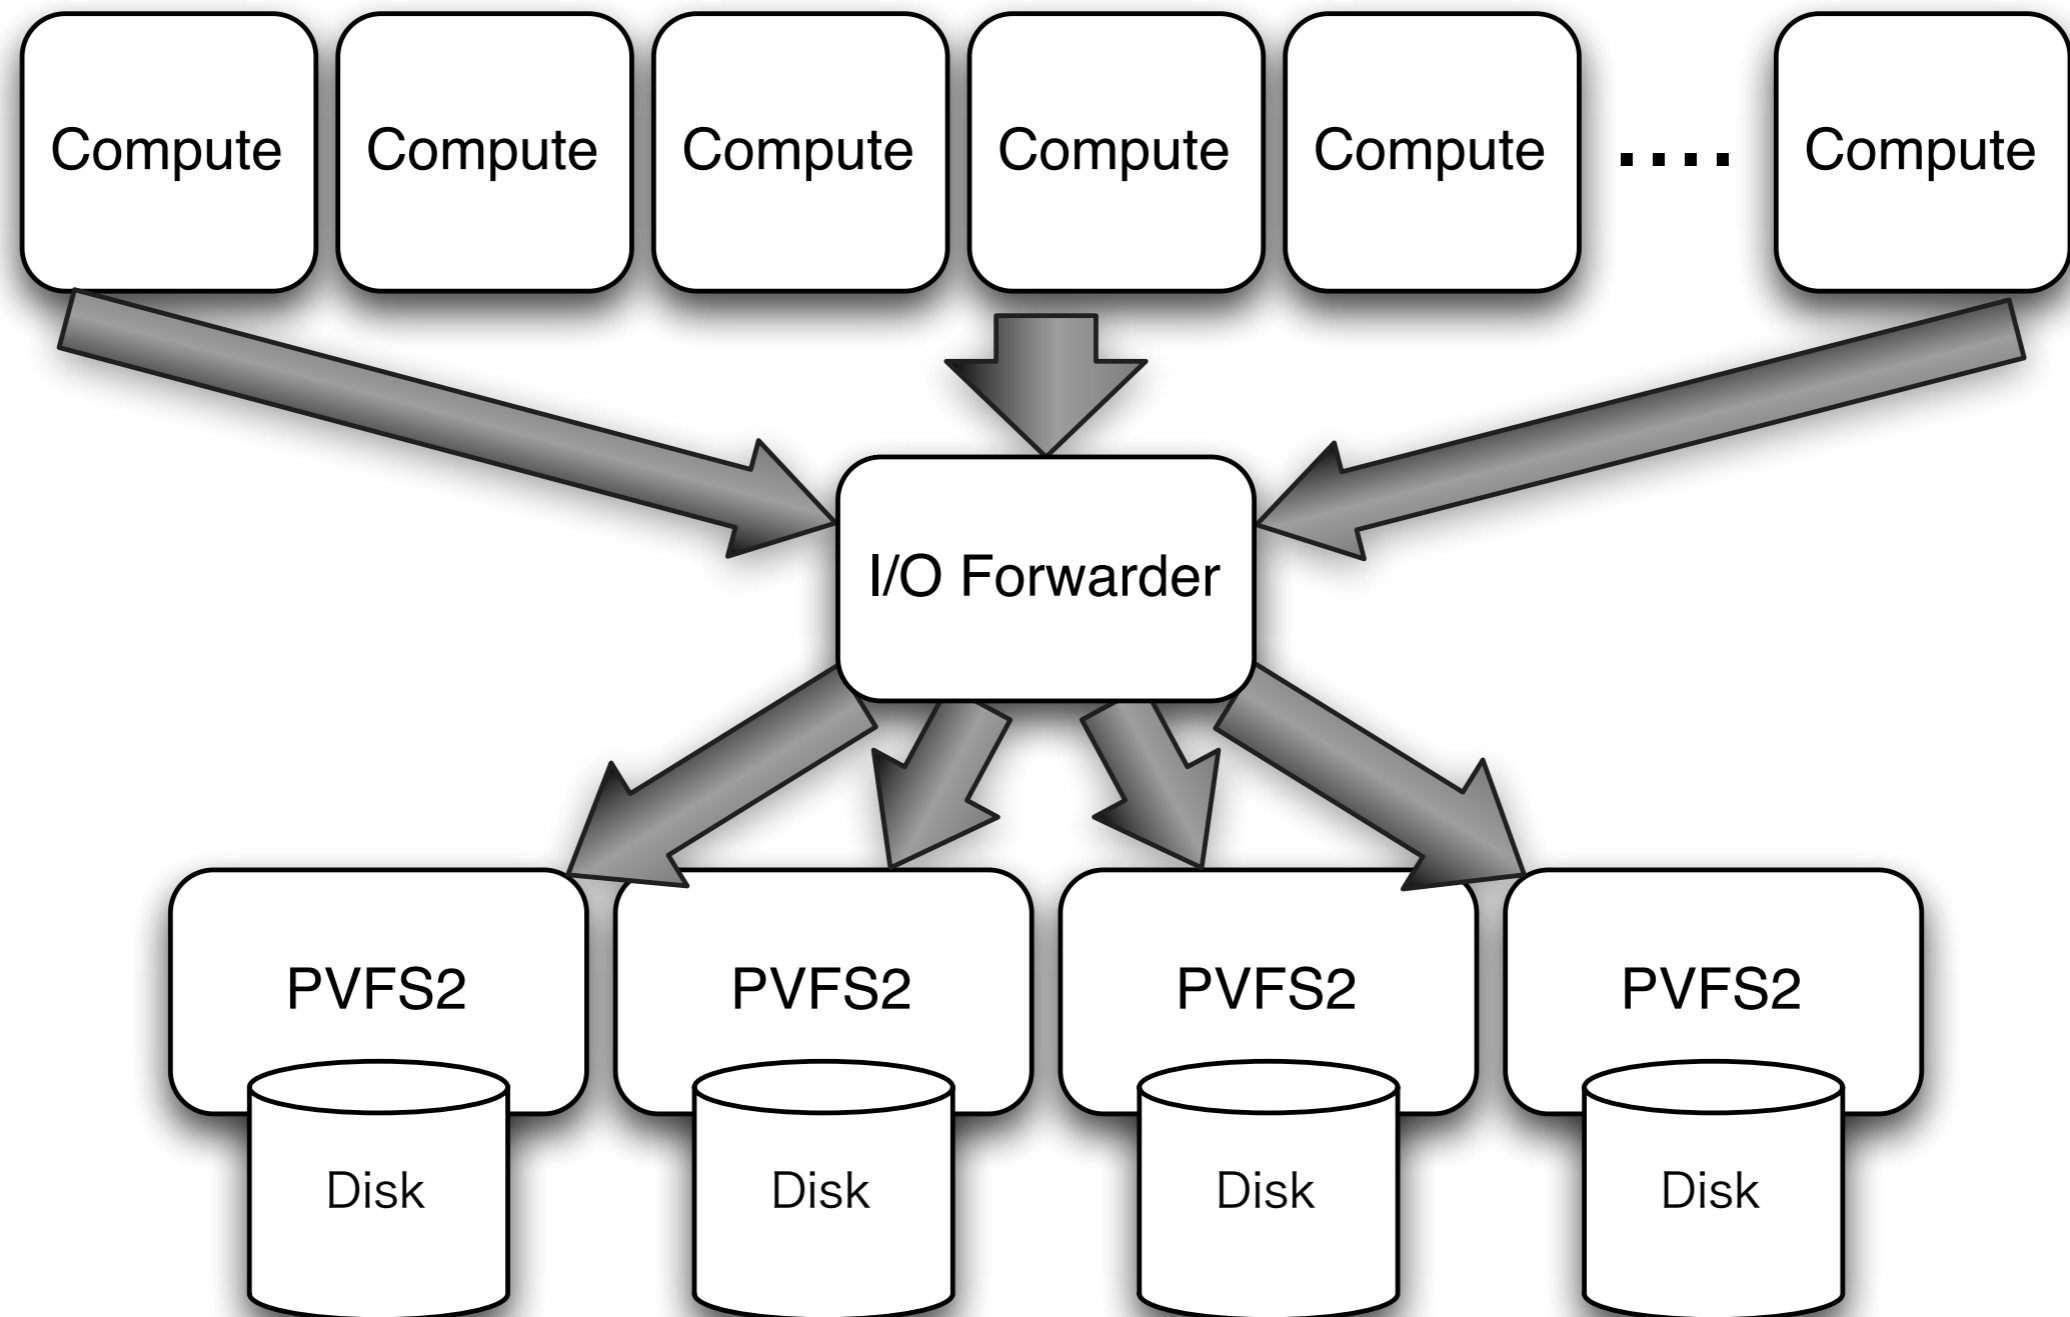 Compute Compute Compute Compute Compute .... Compute
I/O Forwarder
PVFS2 PVFS2 PVFS2 PVFS2
Disk Disk Disk Disk